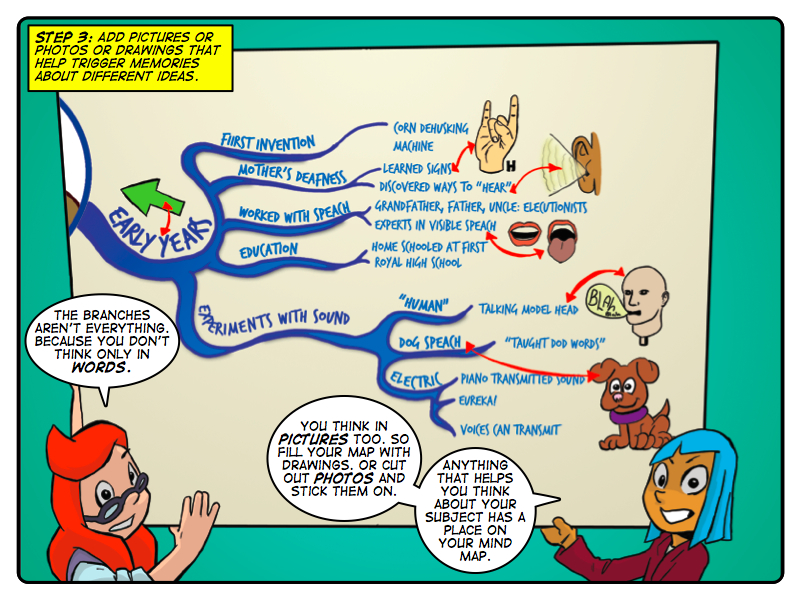 STEP 3: ADD PICTURES OR
PHOTOS OR DRAWINGS THAT
HELP TRIGGER MEMORIES
ABOUT DIFFERENT IDEAS.
EARLY YEARS
FIIRST INVENTION
CORN DEHUSKING
MACHINE
H
MOTHER'S DEAFNESS
LEARNED SIGNS
DISCOVERED WAYS TO "HEAR"
WORKED WITH SPEACH
GRANDFATHER, FATHER, UNCLE: ELECUTIONISTS
EXPERTS IN VISIBLE SPEACH
EDUCATION
HOME SCHOOLED AT FIRST
ROYAL HIGH SCHOOL
EXPERIMENTS WITH SOUND
"HUMAN"
TALKING MODEL HEAD
BLAh
DOG SPEACH
"TAUGHT DOD WORDS"
ELECTRIC
PIANO TRANSMITTED SOUND
EUREKA!
VOICES CAN TRANSMIT
THE BRANCHES
AREN'T EVERYTHING.
BECAUSE YOU DON'T
THINK ONLY IN
WORDS.
YOU THINK IN
PICTURES TOO. SO
FILL YOUR MAP WITH
DRAWINGS. OR CUT
OUT PHOTOS AND
STICK THEM ON.
ANYTHING
THAT HELPS
YOU THINK
ABOUT YOUR
SUBJECT HAS A
PLACE ON
YOUR MIND
MAP.